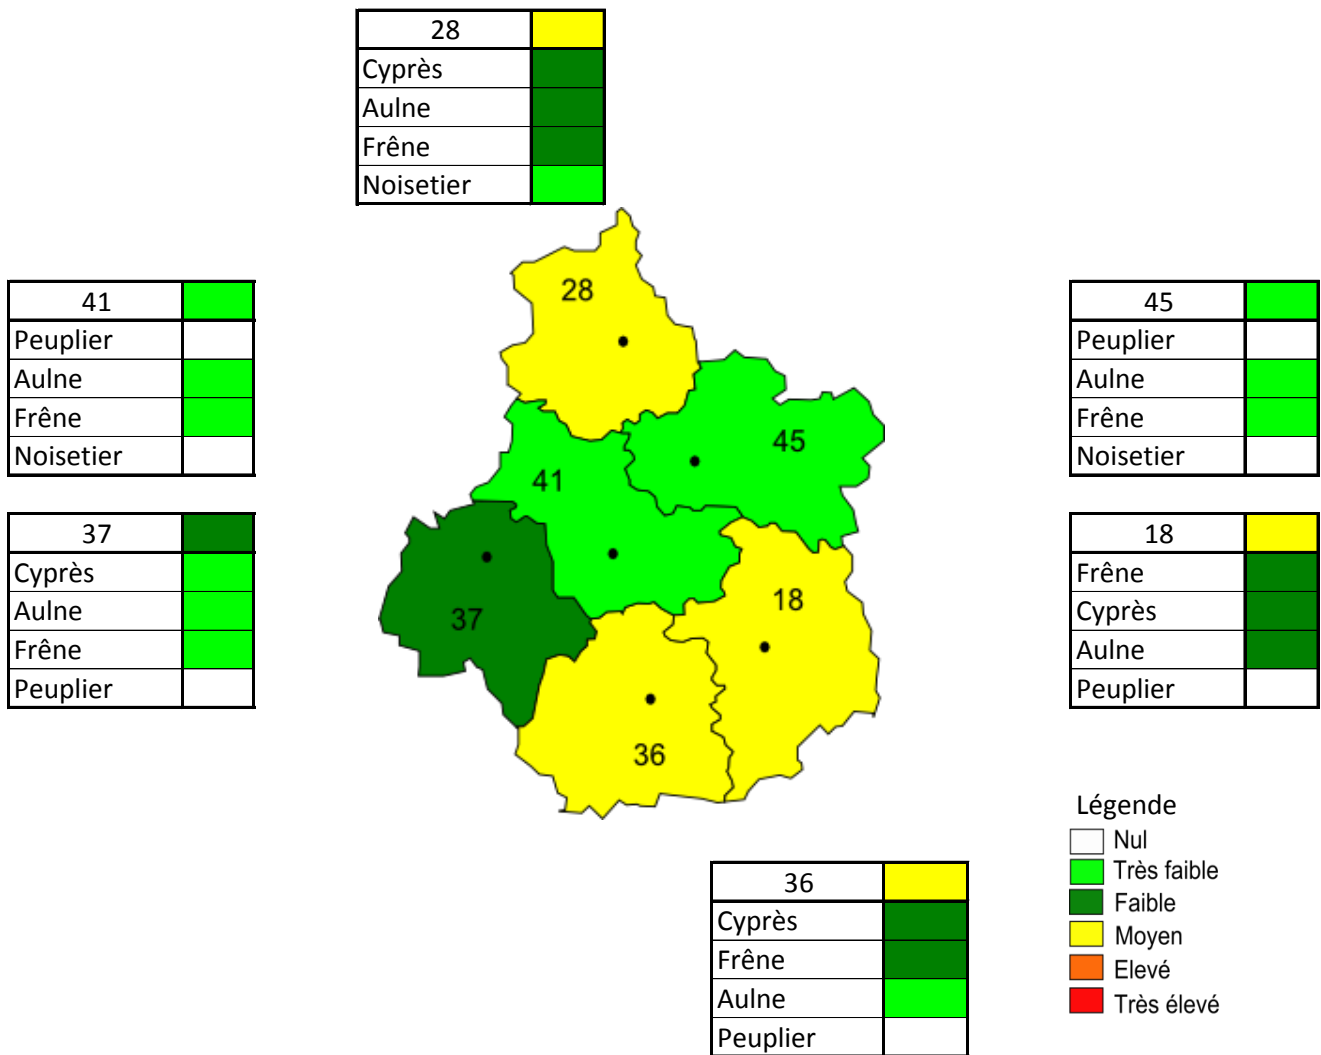 28
Cyprès
Aulne
Frêne
Noisetier
41
Peuplier
Aulne
Frêne
Noisetier
37
Cyprès
Aulne
Frêne
Peuplier
28
45
41
37
18
36
45
Peuplier
Aulne
Frêne
Noisetier
18
Frêne
Cyprès
Aulne
Peuplier
36
Cyprès
Frêne
Aulne
Peuplier
Légende
Nul
Très faible
Faible
Moyen
Elevé
Très élevé